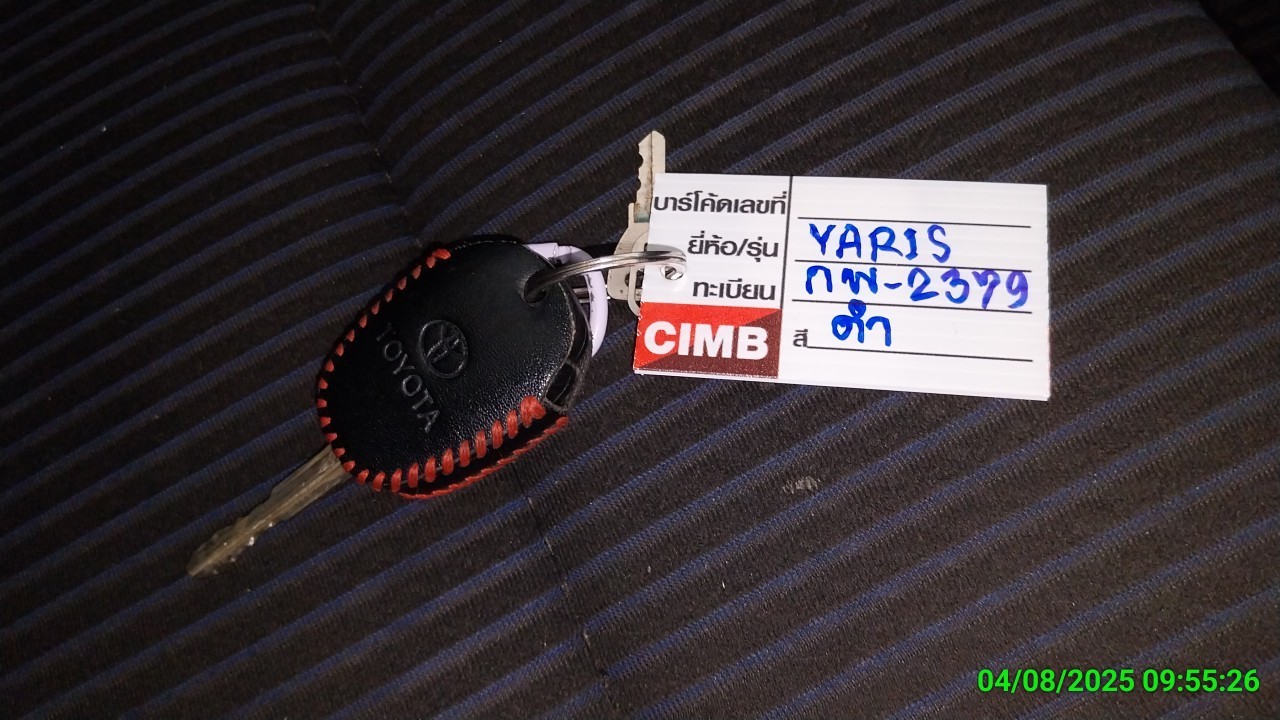 TOYOTA
บาร์โค้ดเลขที่
ยี่ห้อ/รุ่น YARIS
ทะเบียน กพ-2379
CIMB
สี ดำ
04/08/2025 09:55:26